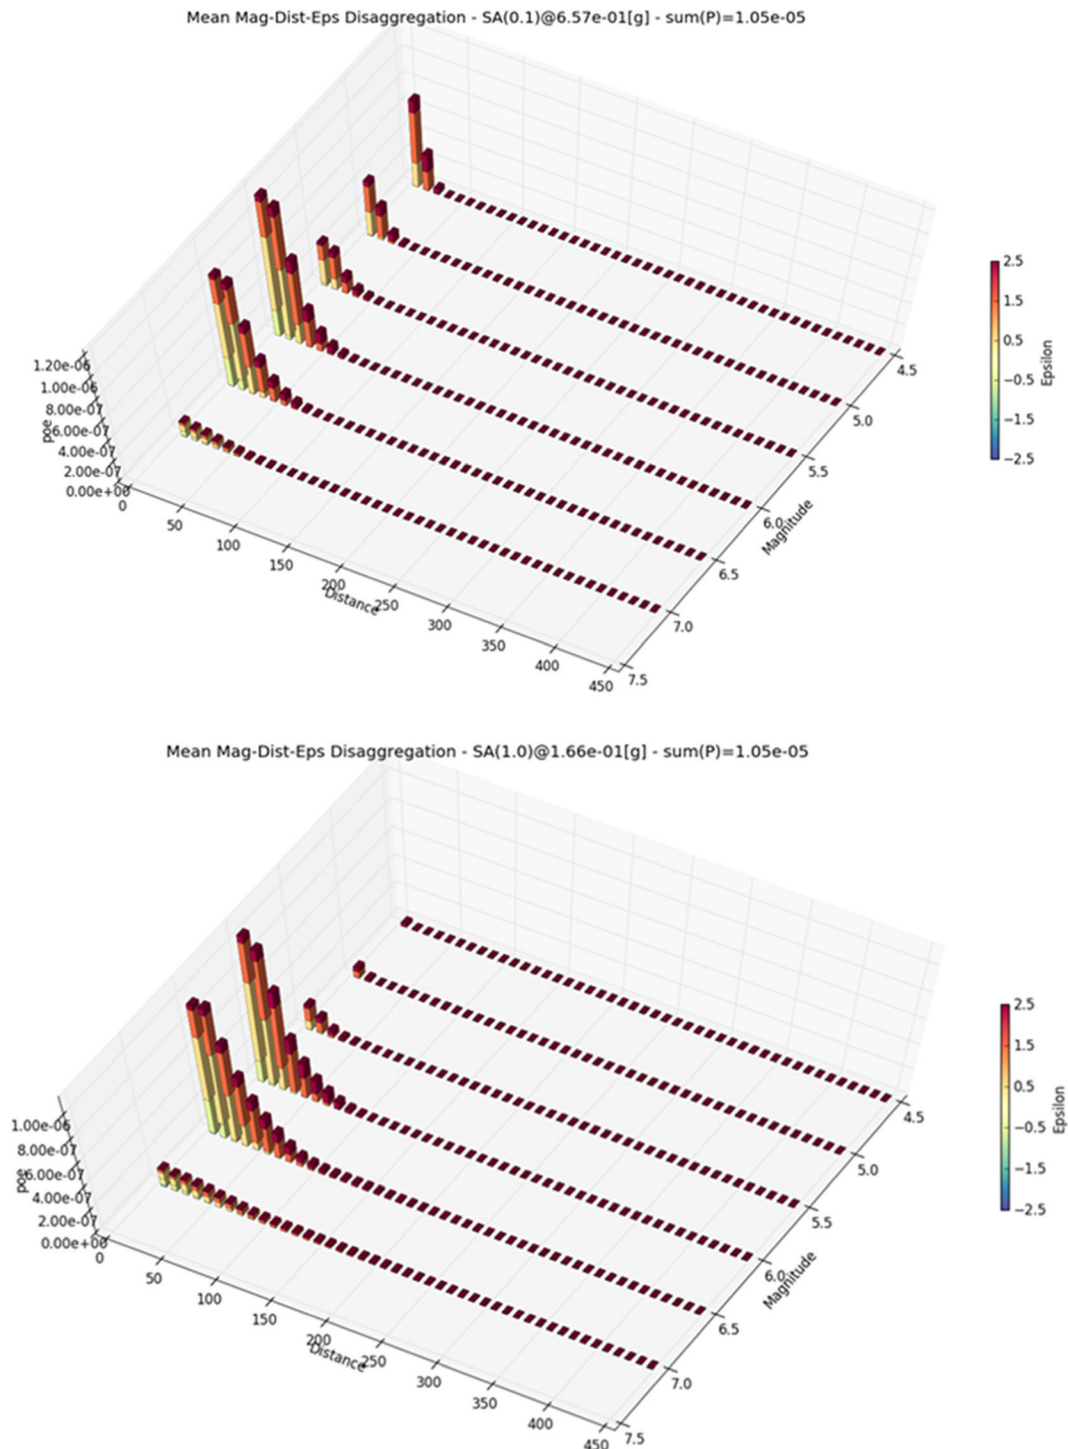 Mean Mag-Dist-Eps Disaggregation - SA(0.1)@6.57e-01[g] - sum(P)=1.05e-05
1.20e-06
1.00e-06
8.00e-07
6.00e-07
4.00e-07
2.00e-07
0.00e+00
poe
0
50
100
150
200
250
300
350
400
450
Distance
4.5
5.0
5.5
6.0
6.5
7.0
7.5
Magnitude
2.5
1.5
0.5
−0.5
−1.5
−2.5
Epsilon
Mean Mag-Dist-Eps Disaggregation - SA(1.0)@1.66e-01[g] - sum(P)=1.05e-05
1.00e-06
8.00e-07
6.00e-07
4.00e-07
2.00e-07
0.00e+00
poe
0
50
100
150
200
250
300
350
400
450
Distance
4.5
5.0
5.5
6.0
6.5
7.0
7.5
Magnitude
2.5
1.5
0.5
−0.5
−1.5
−2.5
Epsilon